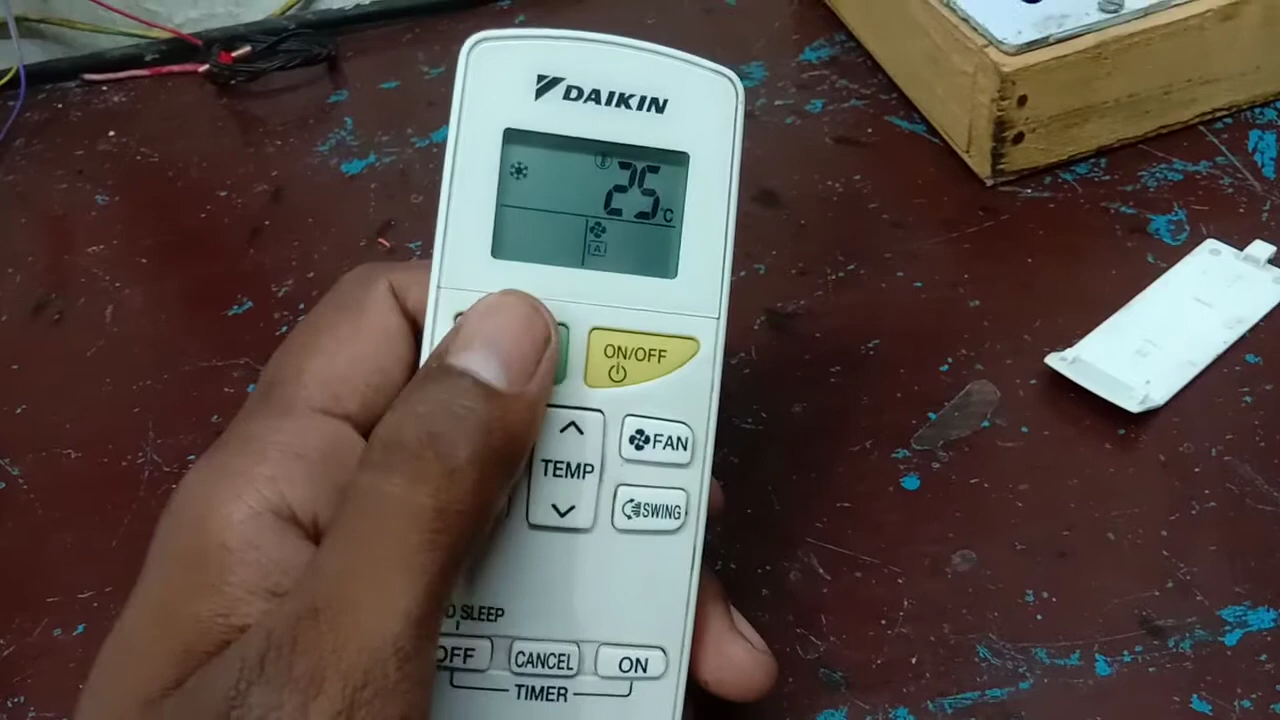 DAIKIN
25°C
A
ON/OFF
FAN
TEMP
SWING
SLEEP
OFF
CANCEL
ON
TIMER